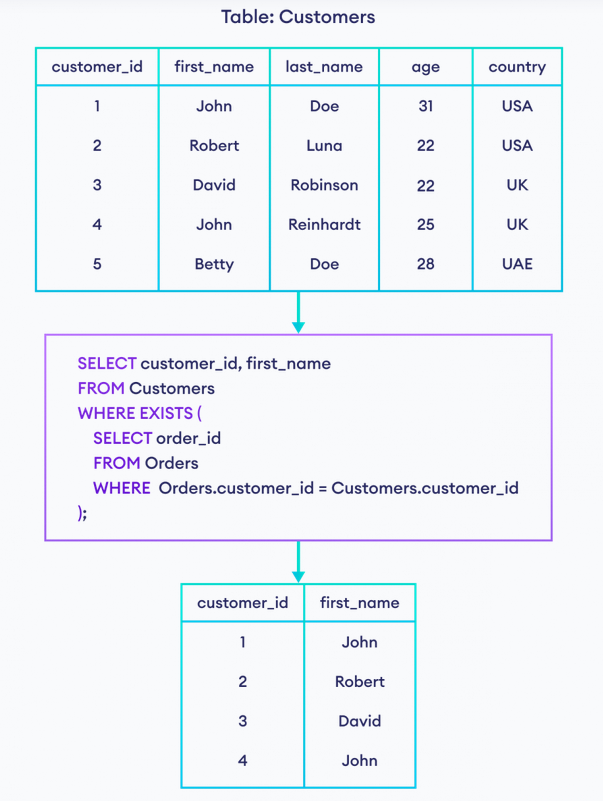 Table: Customers
customer_id first_name last_name age country
1 John Doe 31 USA
2 Robert Luna 22 USA
3 David Robinson 22 UK
4 John Reinhardt 25 UK
5 Betty Doe 28 UAE
SELECT customer_id, first_name
FROM Customers
WHERE EXISTS (
SELECT order_id
FROM Orders
WHERE Orders.customer_id = Customers.customer_id
);
customer_id first_name
1 John
2 Robert
3 David
4 John